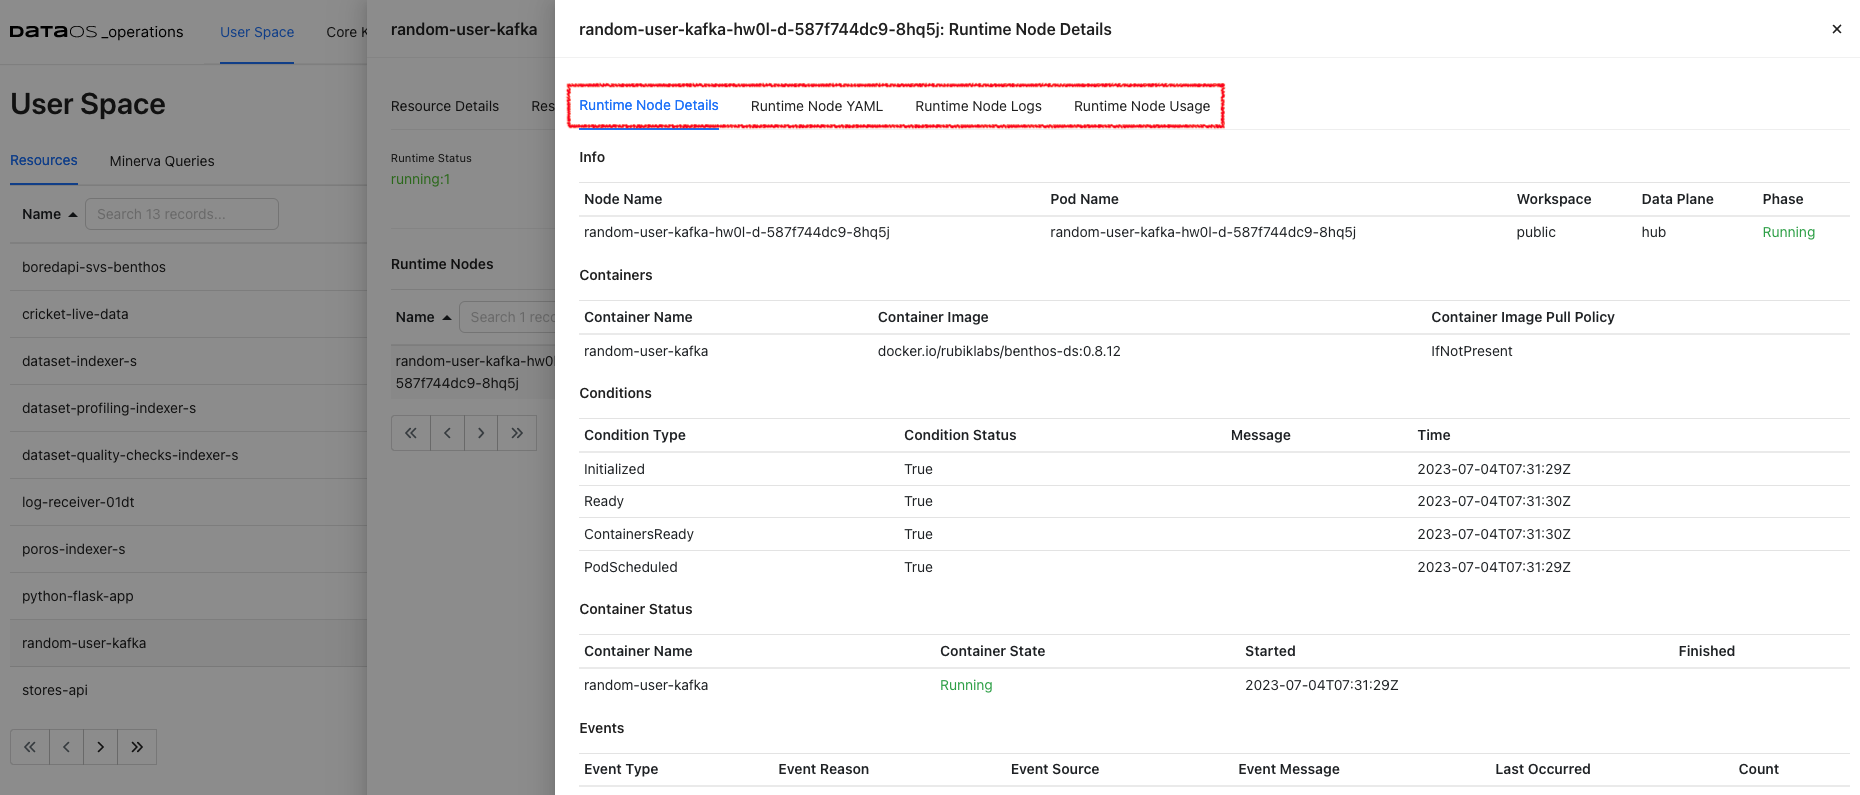 DATAOS _operations
User Space
Core K
User Space
Resources
Minerva Queries
Name
Search 13 records...
boredapi-svs-benthos
cricket-live-data
dataset-indexer-s
dataset-profiling-indexer-s
dataset-quality-checks-indexer-s
log-receiver-01dt
poros-indexer-s
python-flask-app
random-user-kafka
stores-api
random-user-kafka
Resource Details
Res
Runtime Status
running:1
Runtime Nodes
Name
Search 1 reco
random-user-kafka-hw0l
587f744dc9-8hq5j
random-user-kafka-hw0l-d-587f744dc9-8hq5j: Runtime Node Details
Runtime Node Details Runtime Node YAML Runtime Node Logs Runtime Node Usage
Info
Node Name Pod Name Workspace Data Plane Phase
random-user-kafka-hw0l-d-587f744dc9-8hq5j random-user-kafka-hw0l-d-587f744dc9-8hq5j public hub Running
Containers
Container Name Container Image Container Image Pull Policy
random-user-kafka docker.io/rubiklabs/benthos-ds:0.8.12 IfNotPresent
Conditions
Condition Type Condition Status Message Time
Initialized True 2023-07-04T07:31:29Z
Ready True 2023-07-04T07:31:30Z
ContainersReady True 2023-07-04T07:31:30Z
PodScheduled True 2023-07-04T07:31:29Z
Container Status
Container Name Container State Started Finished
random-user-kafka Running 2023-07-04T07:31:29Z
Events
Event Type Event Reason Event Source Event Message Last Occurred Count